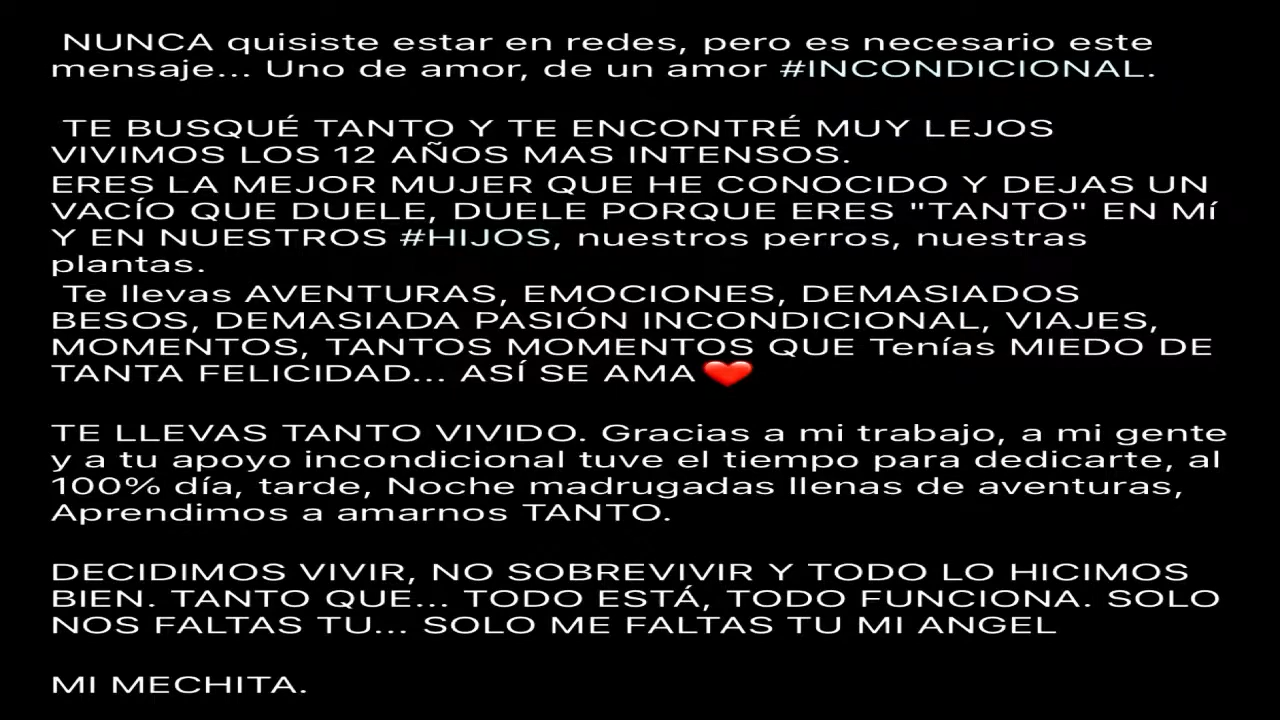 NUNCA quisiste estar en redes, pero es necesario este
mensaje... Uno de amor, de un amor #INCONDICIONAL.
TE BUSQUÉ TANTO Y TE ENCONTRÉ MUY LEJOS
VIVIMOS LOS 12 AÑOS MAS INTENSOS.
ERES LA MEJOR MUJER QUE HE CONOCIDO Y DEJAS UN
VACÍO QUE DUELE, DUELE PORQUE ERES "TANTO" EN Mí
Y EN NUESTROS #HIJOS, nuestros perros, nuestras
plantas.
Te llevas AVENTURAS, EMOCIONES, DEMASIADOS
BESOS, DEMASIADA PASIÓN INCONDICIONAL, VIAJES,
MOMENTOS, TANTOS MOMENTOS QUE Tenías MIEDO DE
TANTA FELICIDAD... ASÍ SE AMA ❤️
TE LLEVAS TANTO VIVIDO. Gracias a mi trabajo, a mi gente
y a tu apoyo incondicional tuve el tiempo para dedicarte, al
100% día, tarde, Noche madrugadas llenas de aventuras,
Aprendimos a amarnos TANTO.
DECIDIMOS VIVIR, NO SOBREVIVIR Y TODO LO HICIMOS
BIEN. TANTO QUE... TODO ESTÁ, TODO FUNCIONA. SOLO
NOS FALTAS TU... SOLO ME FALTAS TU MI ANGEL
MI MECHITA.